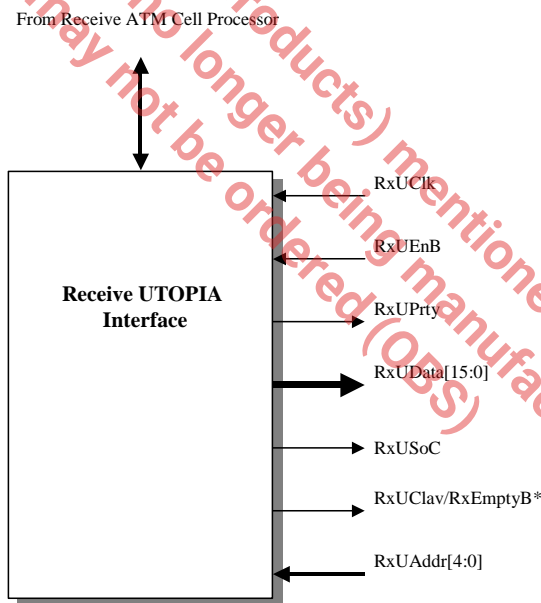 From Receive ATM Cell Processor
RxUClk
RxUEnB
Receive UTOPIA
Interface
RxUPrty
RxUData[15:0]
RxUSoC
RxUClav/RxEmptyB*
RxUAddr[4:0]
roducts) mentione
no longer being manufac
may not be ordered (OBS)